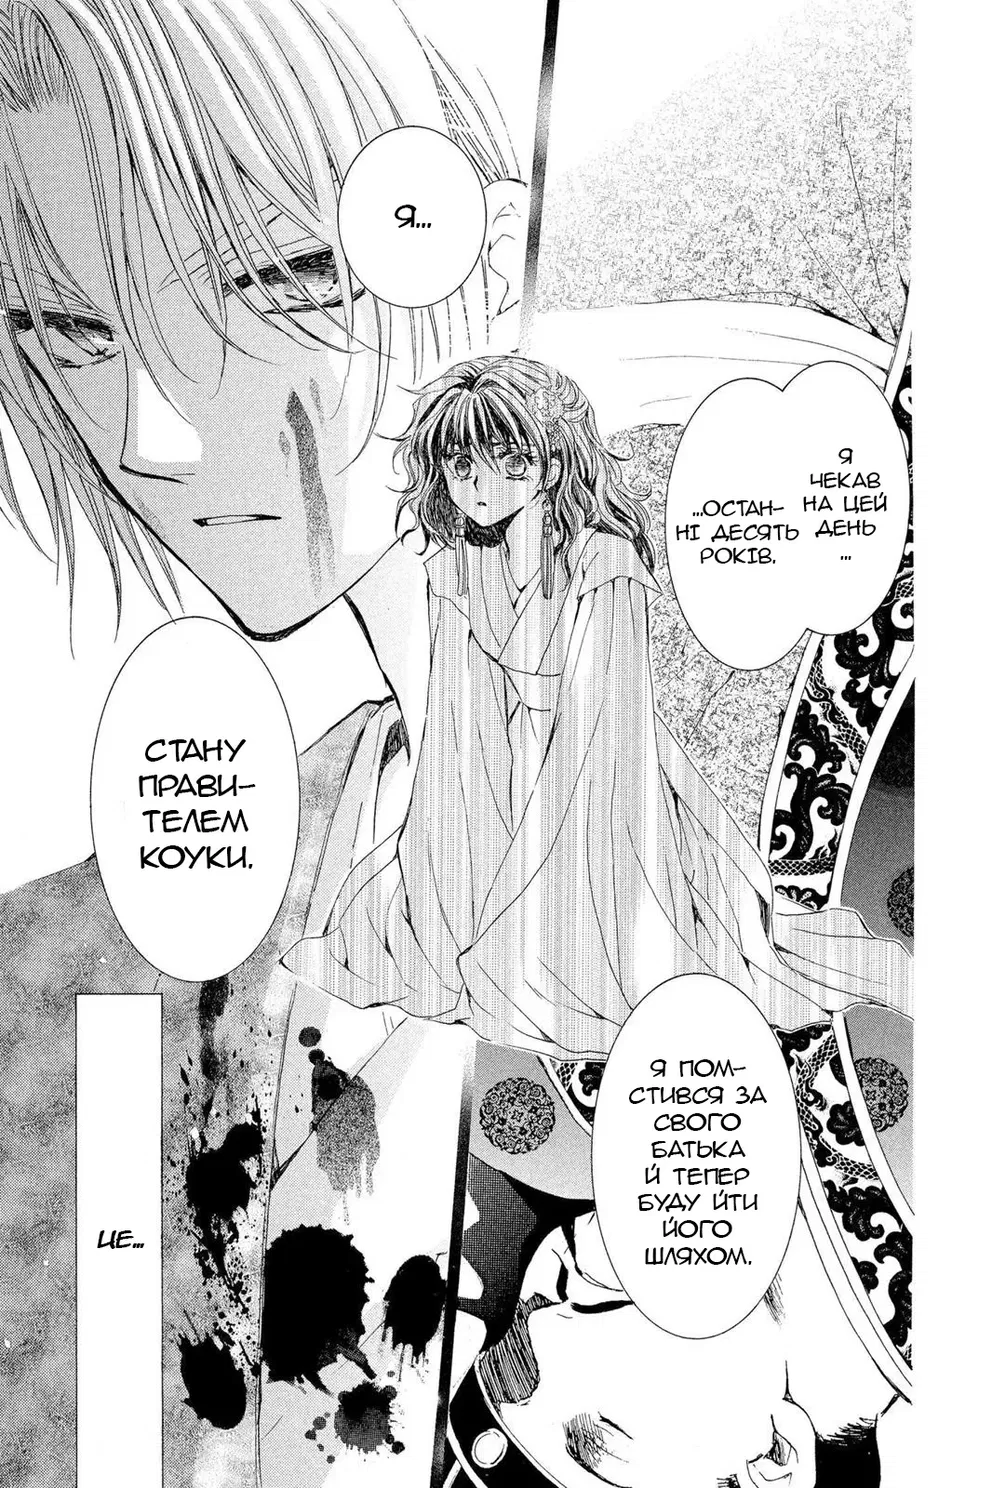 Я
ЧЕКАВ
НА ЦЕЙ
ДЕНЬ
...
...ОСТАН-
НІ ДЕСЯТЬ
РОКІВ.
Я...
Я ПОМ-
СТИВСЯ ЗА
СВОГО
БАТЬКА
Й ТЕПЕР
БУДУ ЙТИ
ЙОГО
ШЛЯХОМ.
СТАНУ
ПРАВИ-
ТЕЛЕМ
КОУКИ.
ЦЕ...